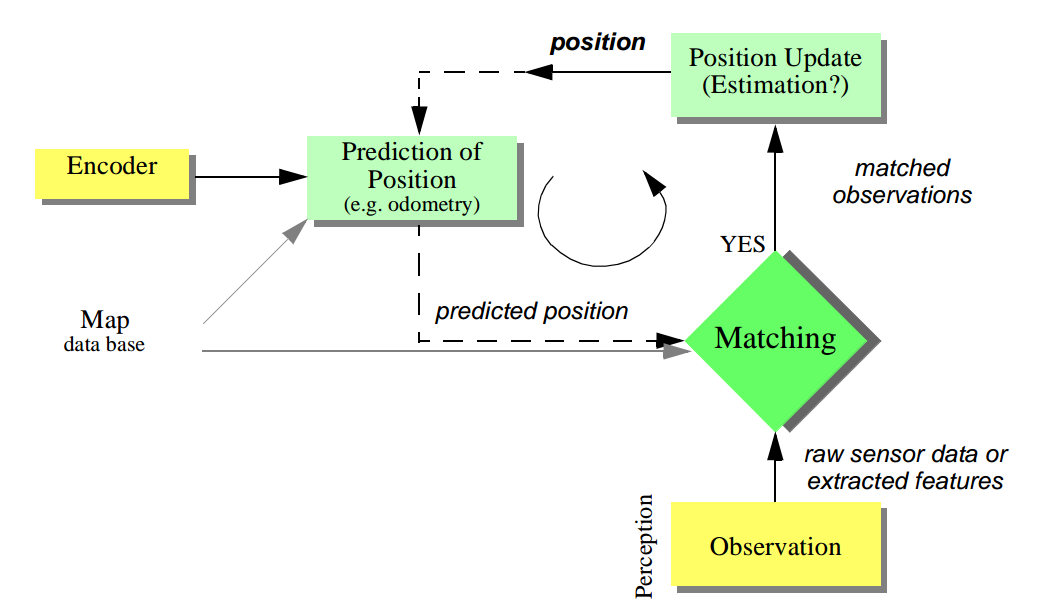 position
Position Update
(Estimation?)
Encoder
Prediction of
Position
(e.g. odometry)
matched
observations
YES
predicted position
Map
data base
Matching
raw sensor data or
extracted features
Perception
Observation